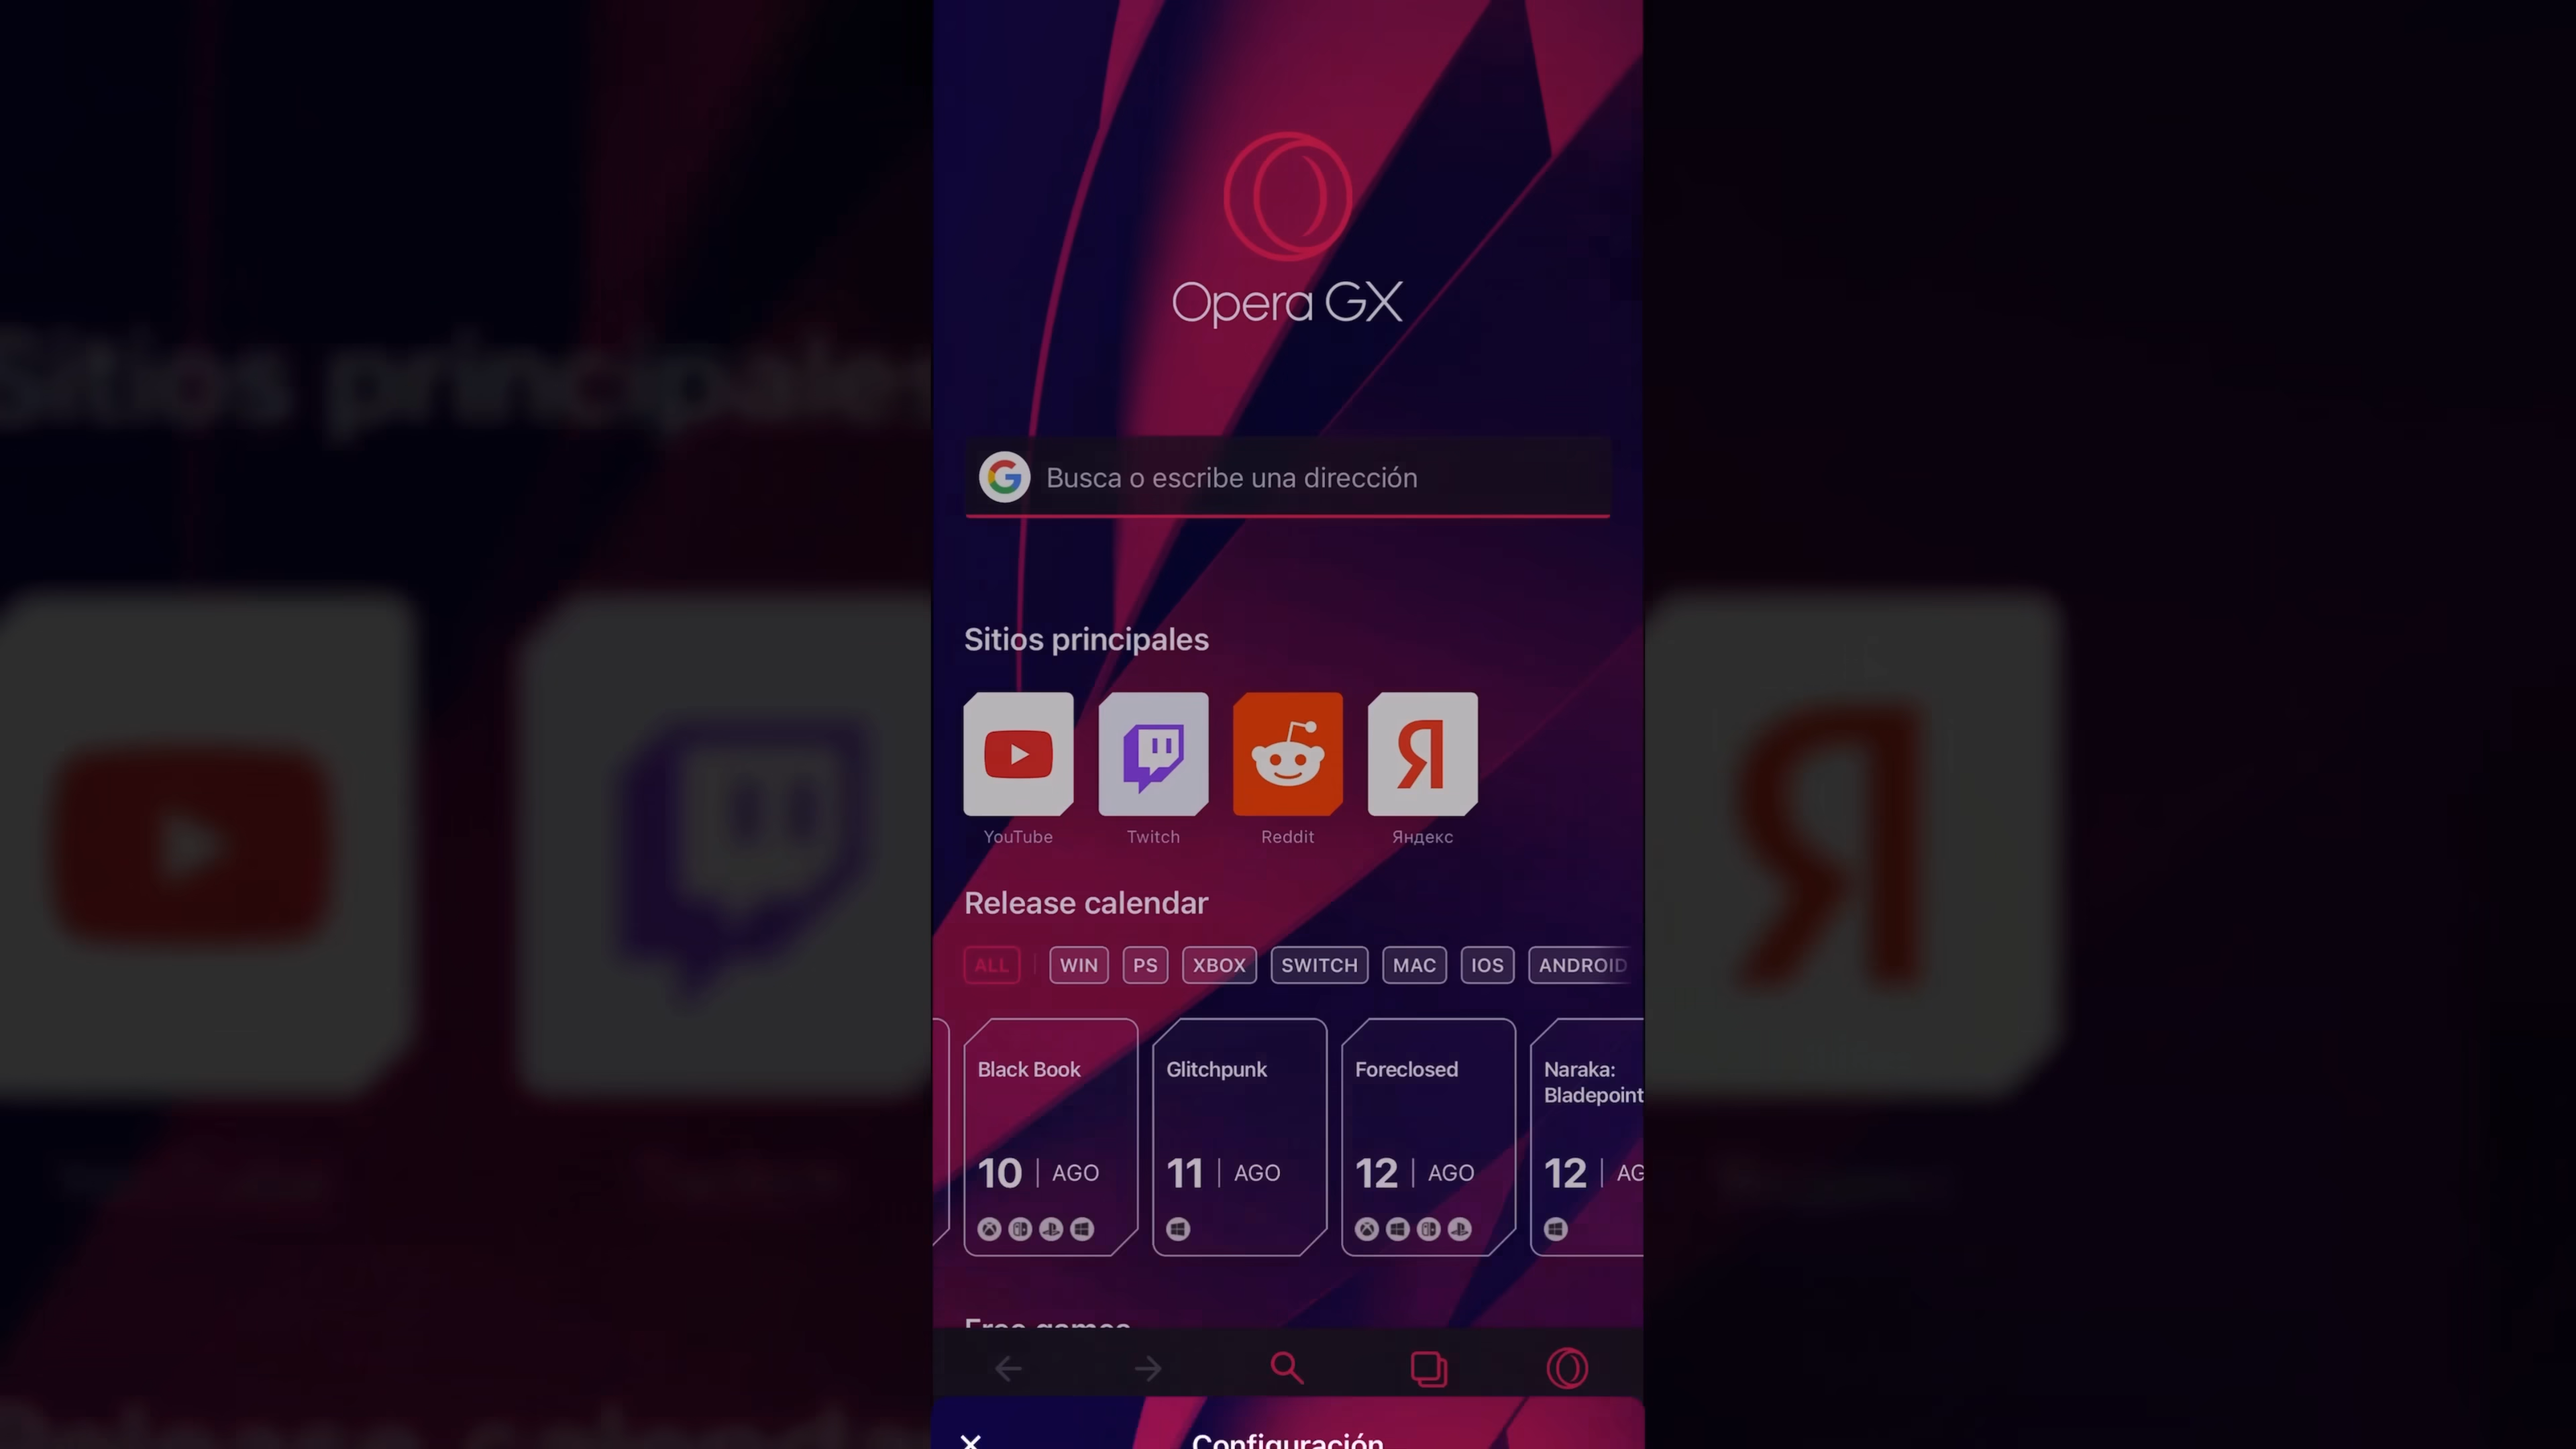 Opera GX
Busca o escribe una dirección
Sitios principales
YouTube
Twitch
Reddit
Яндекс
Release calendar
ALL WIN PS XBOX SWITCH MAC IOS ANDROID
Black Book
10 | AGO
Glitchpunk
11 | AGO
Foreclosed
12 | AGO
Naraka:
Bladepoint
12 | AG
Free games
Configuración
Sitios principales